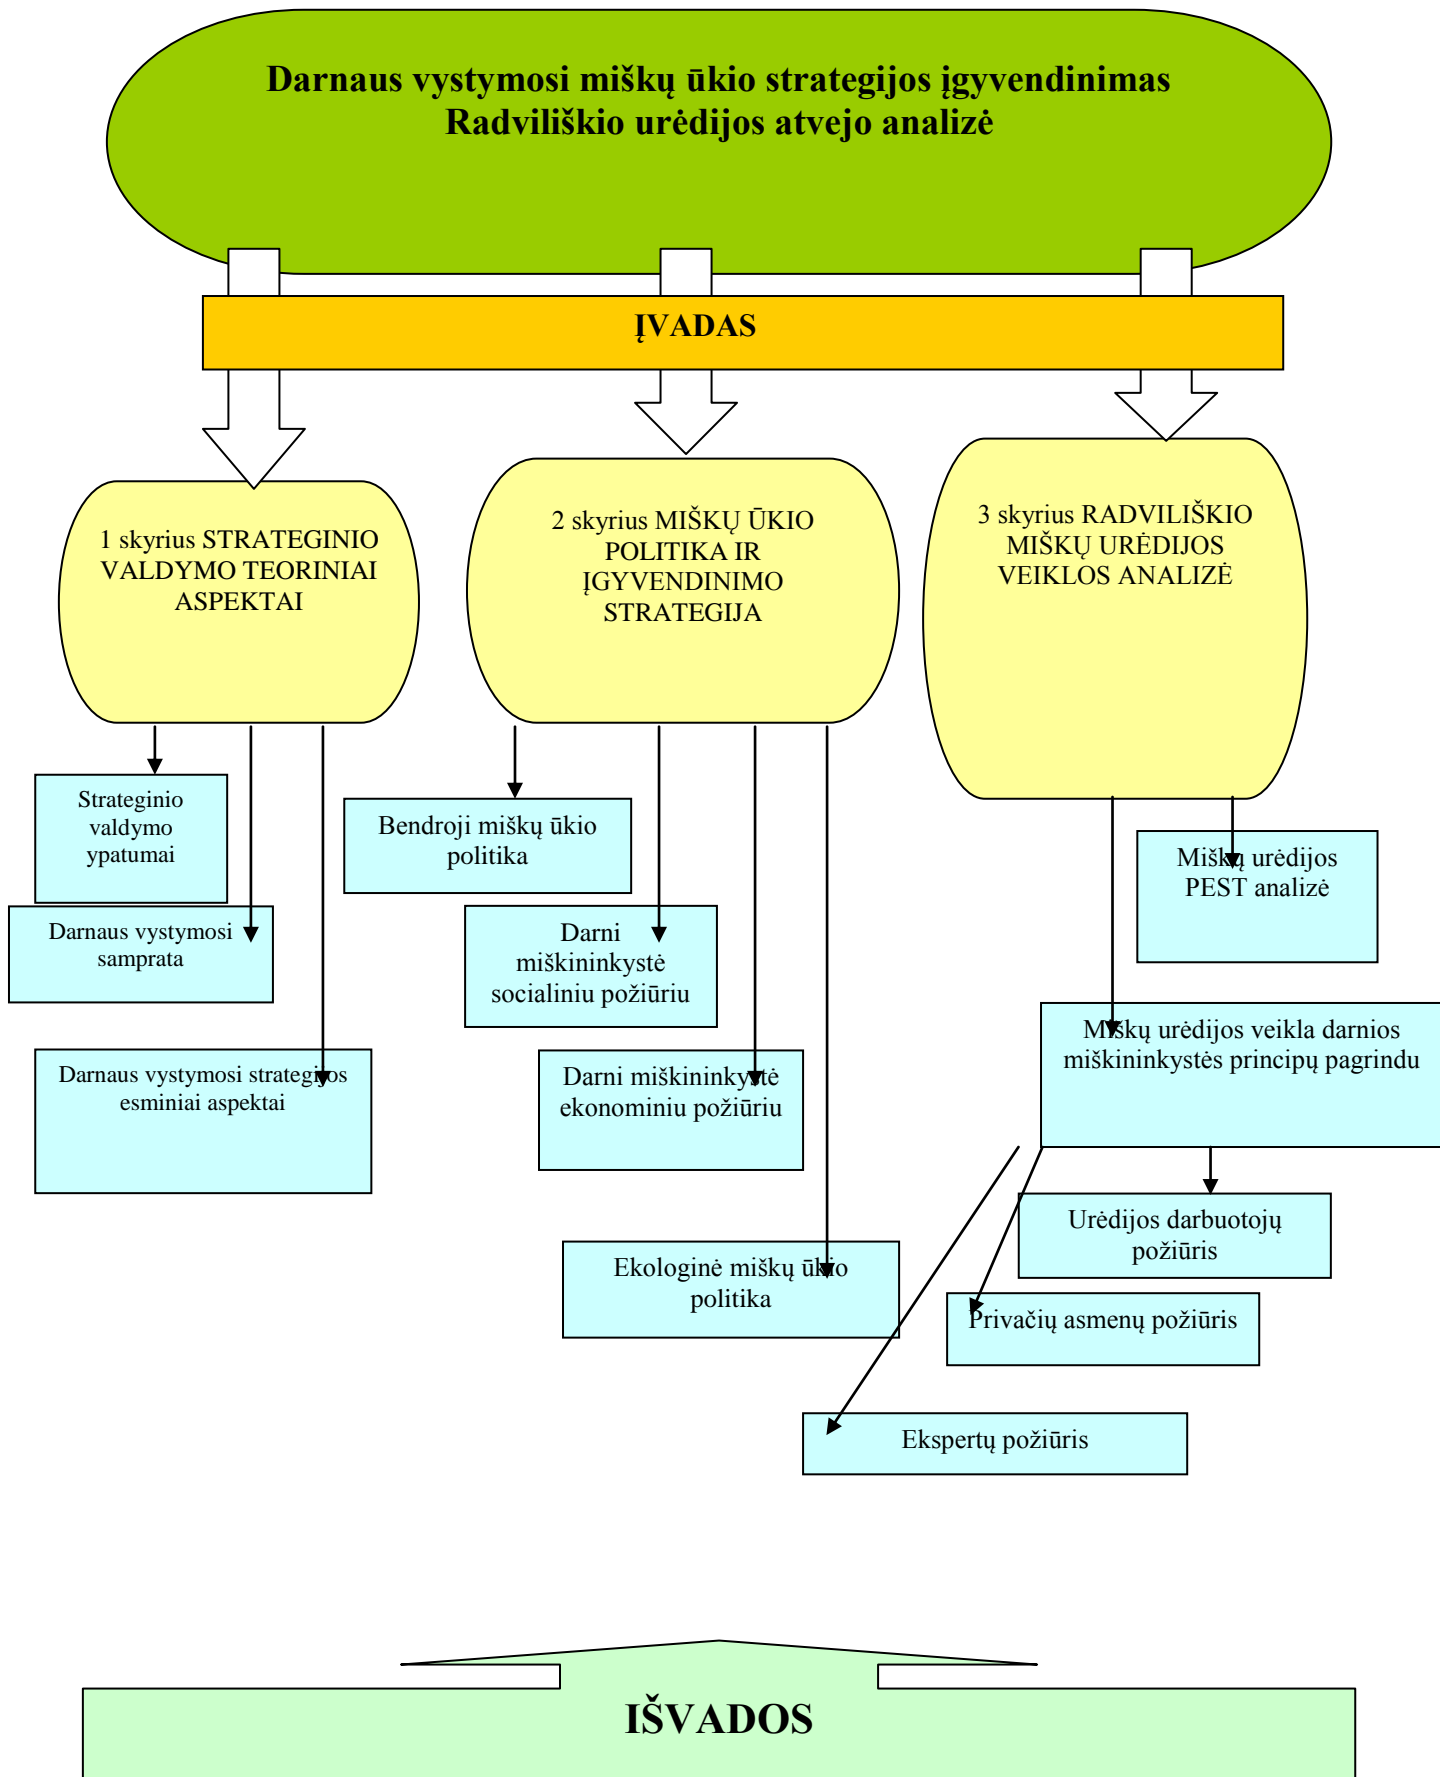 Darnaus vystymosi miškų ūkio strategijos įgyvendinimas
Radviliškio urėdijos atvejo analizė
ĮVADAS
1 skyrius STRATEGINIO
VALDYMO TEORINIAI
ASPEKTAI
2 skyrius MIŠKŲ ŪKIO
POLITIKA IR
ĮGYVENDINIMO
STRATEGIJA
3 skyrius RADVILIŠKIO
MIŠKŲ URĖDIJOS
VEIKLOS ANALIZĖ
Strateginio
valdymo
ypatumai
Darnaus vystymosi
samprata
Darnaus vystymosi strategijos
esminiai aspektai
Bendroji miškų ūkio
politika
Darni
miškininkystė
socialiniu požiūriu
Darni miškininkystė
ekonominiu požiūriu
Ekologinė miškų ūkio
politika
Miškų urėdijos
PEST analizė
Miškų urėdijos veikla darnios
miškininkystės principų pagrindu
Urėdijos darbuotojų
požiūris
Privačių asmenų požiūris
Ekspertų požiūris
IŠVADOS